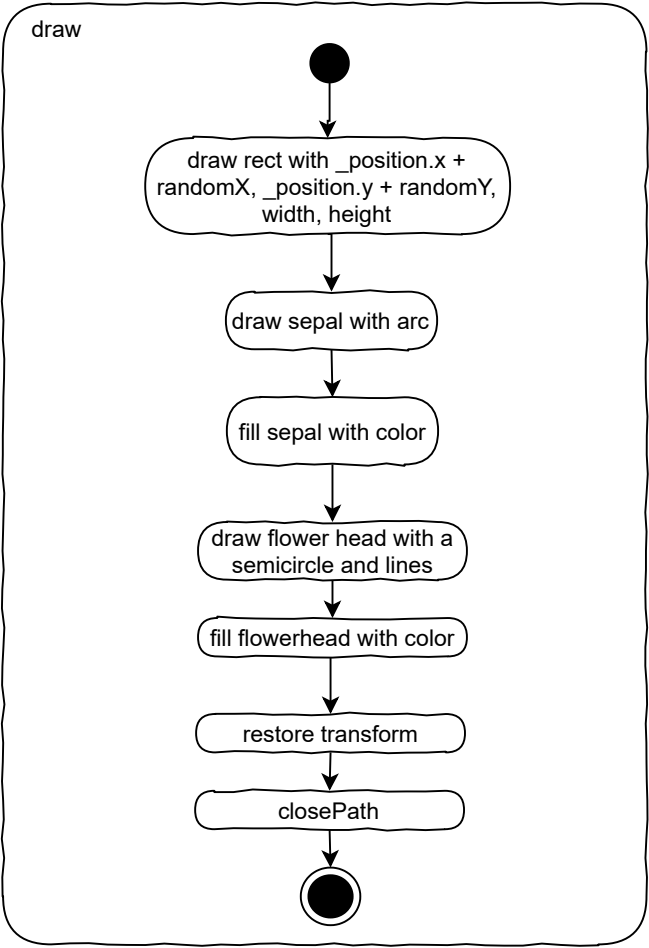 draw
draw rect with _position.x +
randomX, _position.y + randomY,
width, height
draw sepal with arc
fill sepal with color
draw flower head with a
semicircle and lines
fill flowerhead with color
restore transform
closePath